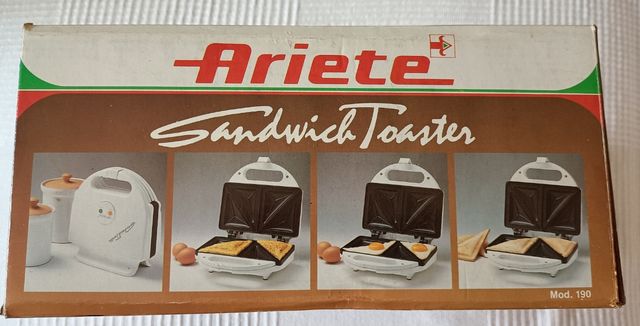 Ariete
Sandwich Toaster
Mod. 190